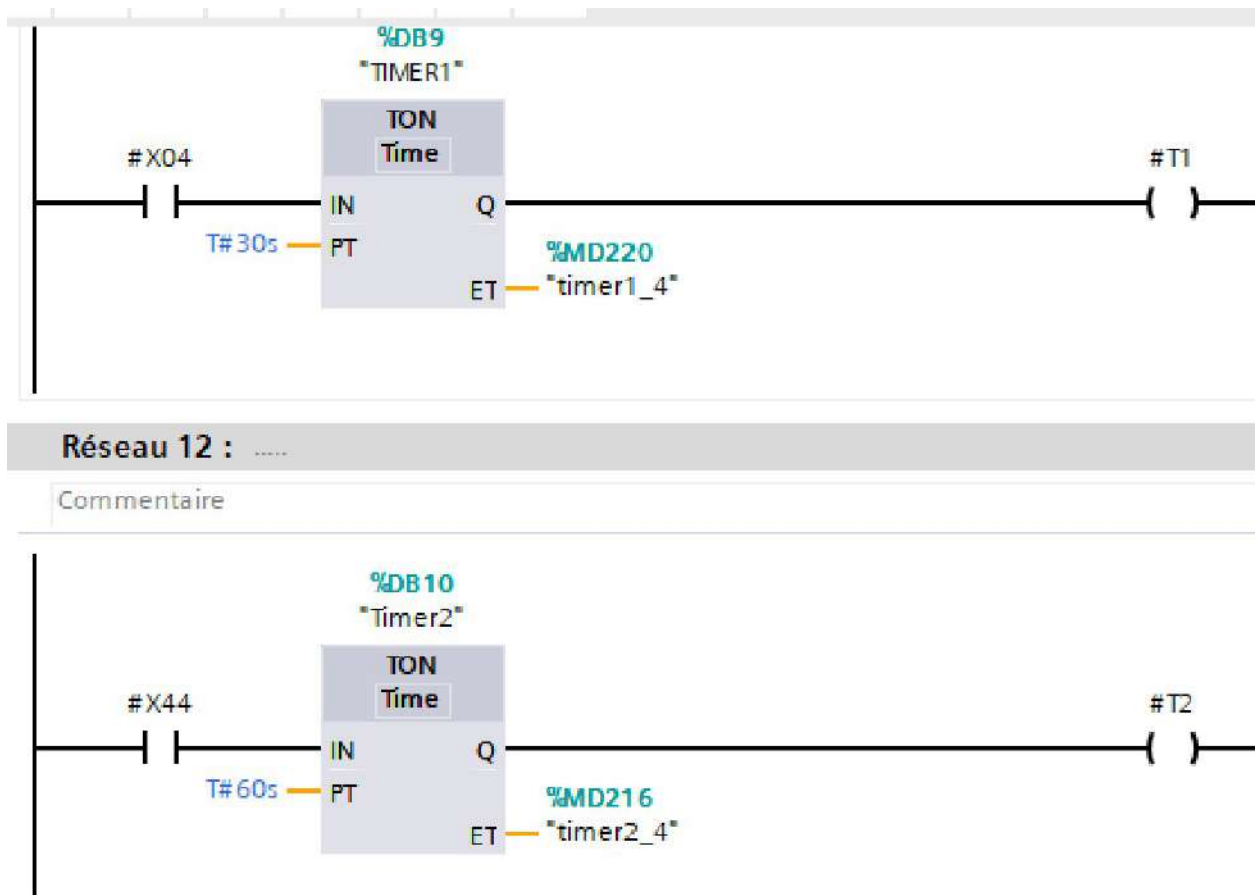 %DB9
"TIMER1"
TON
Time
#X04
#T1
IN Q
T#30s PT
%MD220
ET "timer1_4"
Réseau 12 : .....
Commentaire
%DB10
"Timer2"
TON
Time
#X44
#T2
IN Q
T#60s PT
%MD216
ET "timer2_4"